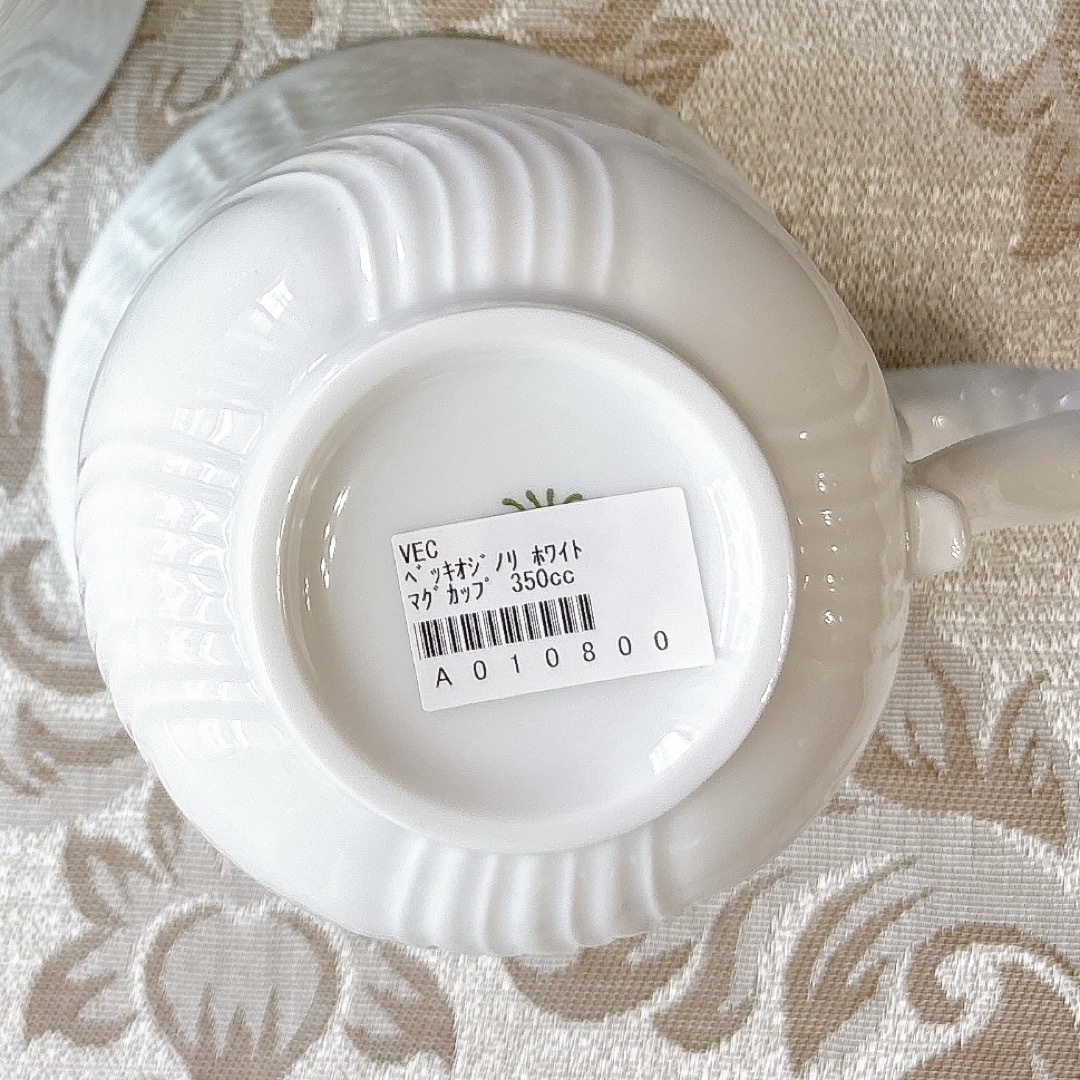 VEC
ﾍﾞｯｷｵｼﾞﾉﾘ ﾎﾜｲﾄ
ﾏｸﾞｶｯﾌﾟ 350cc
A010800